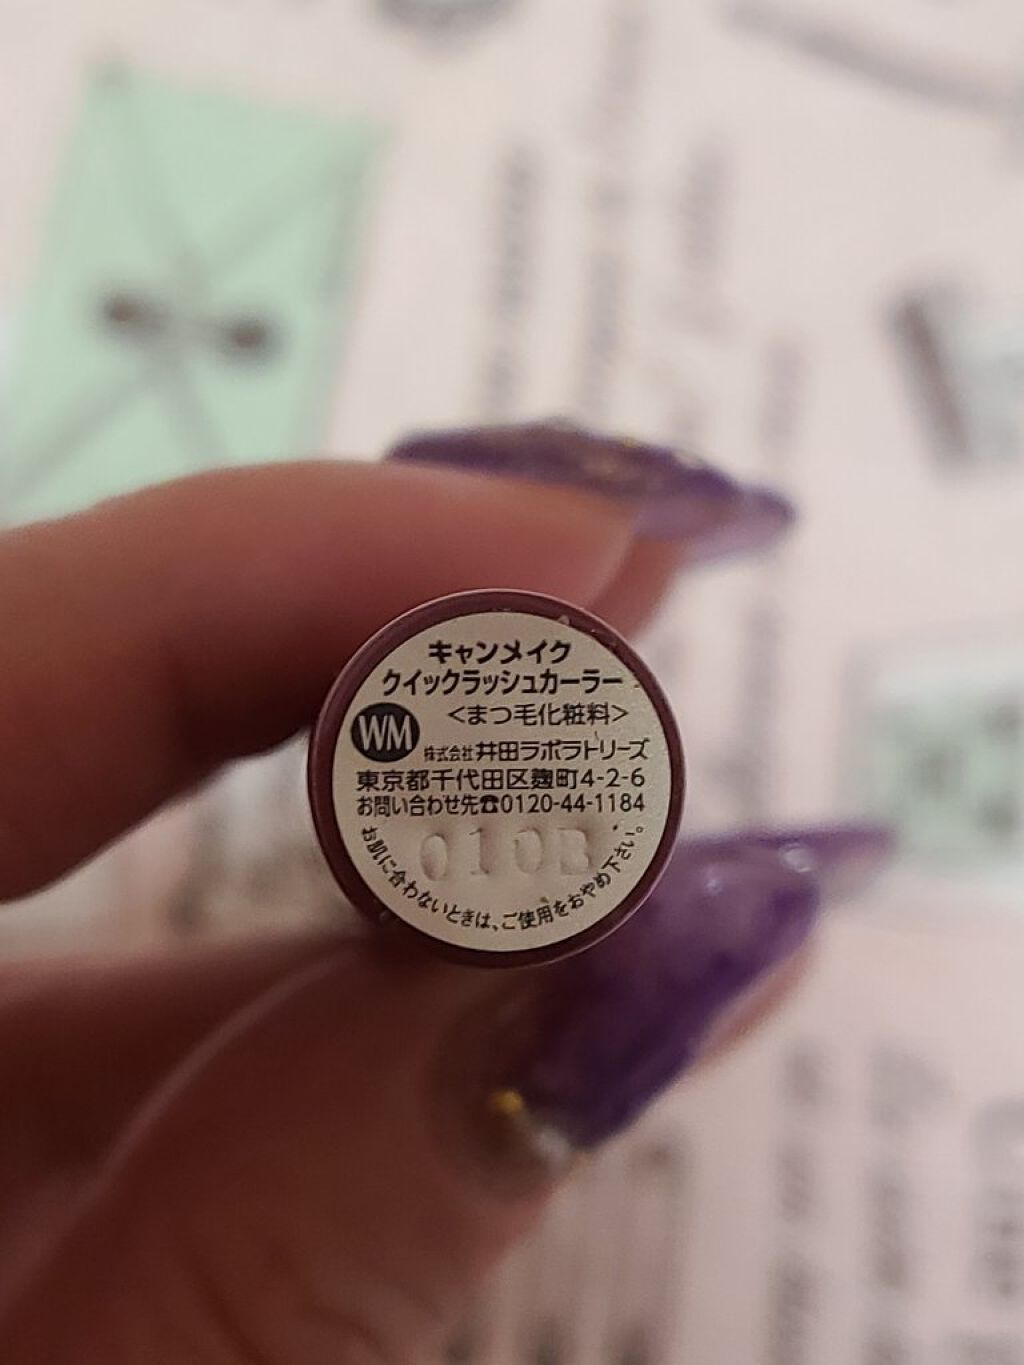 キャンメイク
クイックラッシュカーラー
WM
<まつ毛化粧料>
株式会社井田ラボラトリーズ
東京都千代田区麹町4-2-6
お問い合わせ先☎0120-44-1184
010B
お肌に合わないときは、ご使用をおやめ下さい。